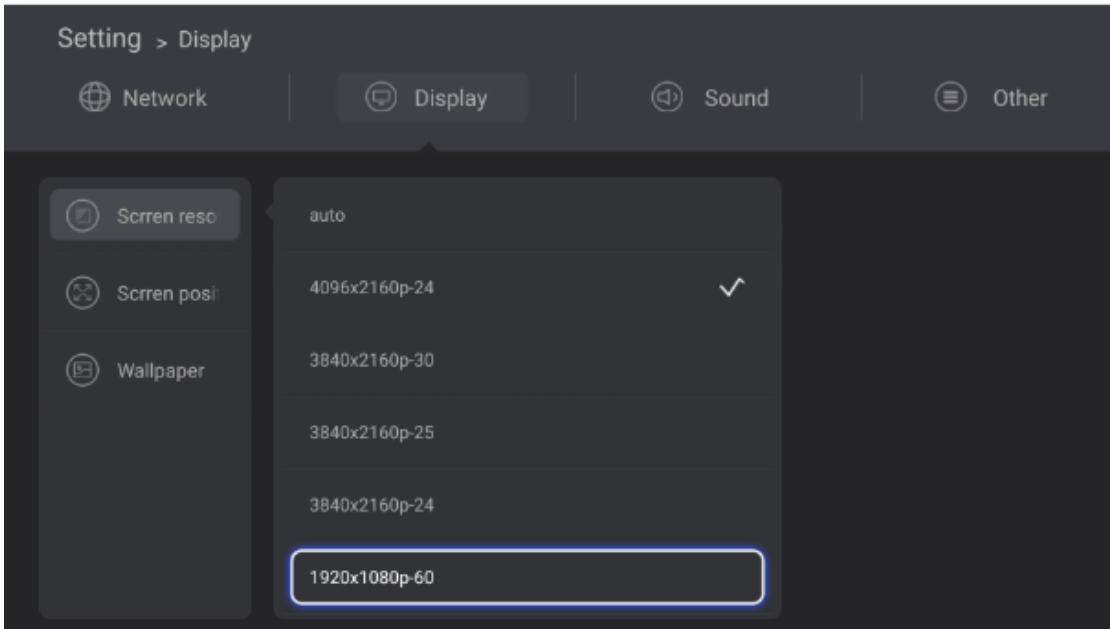 Setting > Display
Network
Display
Sound
Other
Scrren reso
Scrren posi
Wallpaper
auto
4096x2160p-24
3840x2160p-30
3840x2160p-25
3840x2160p-24
1920x1080p-60